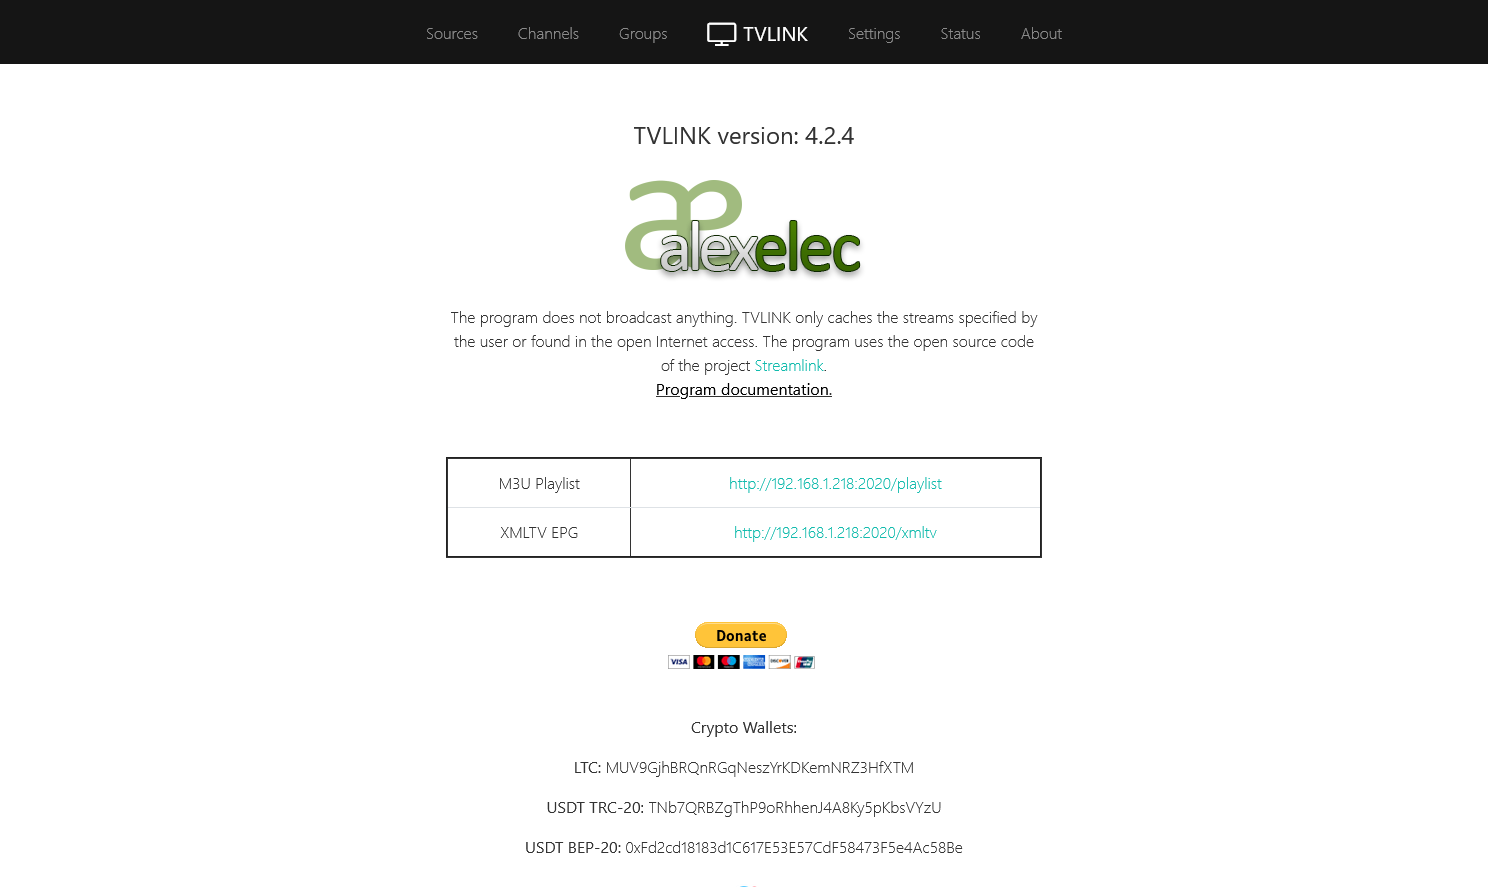 Sources Channels Groups TVLINK Settings Status About
TVLINK version: 4.2.4
æ
alexelec
The program does not broadcast anything. TVLINK only caches the streams specified by
the user or found in the open Internet access. The program uses the open source code
of the project Streamlink.
Program documentation.
M3U Playlist http://192.168.1.218:2020/playlist
XMLTV EPG http://192.168.1.218:2020/xmltv
Donate
VISA DISCOVER
Crypto Wallets:
LTC: MUV9GjhBRQnRGqNeszYrKDKemNRZ3HfXTM
USDT TRC-20: TNb7QRBZgThP9oRhhenJ4A8Ky5pKbsVYzU
USDT BEP-20: 0xFd2cd18183d1C617E53E57CdF58473F5e4Ac58Be